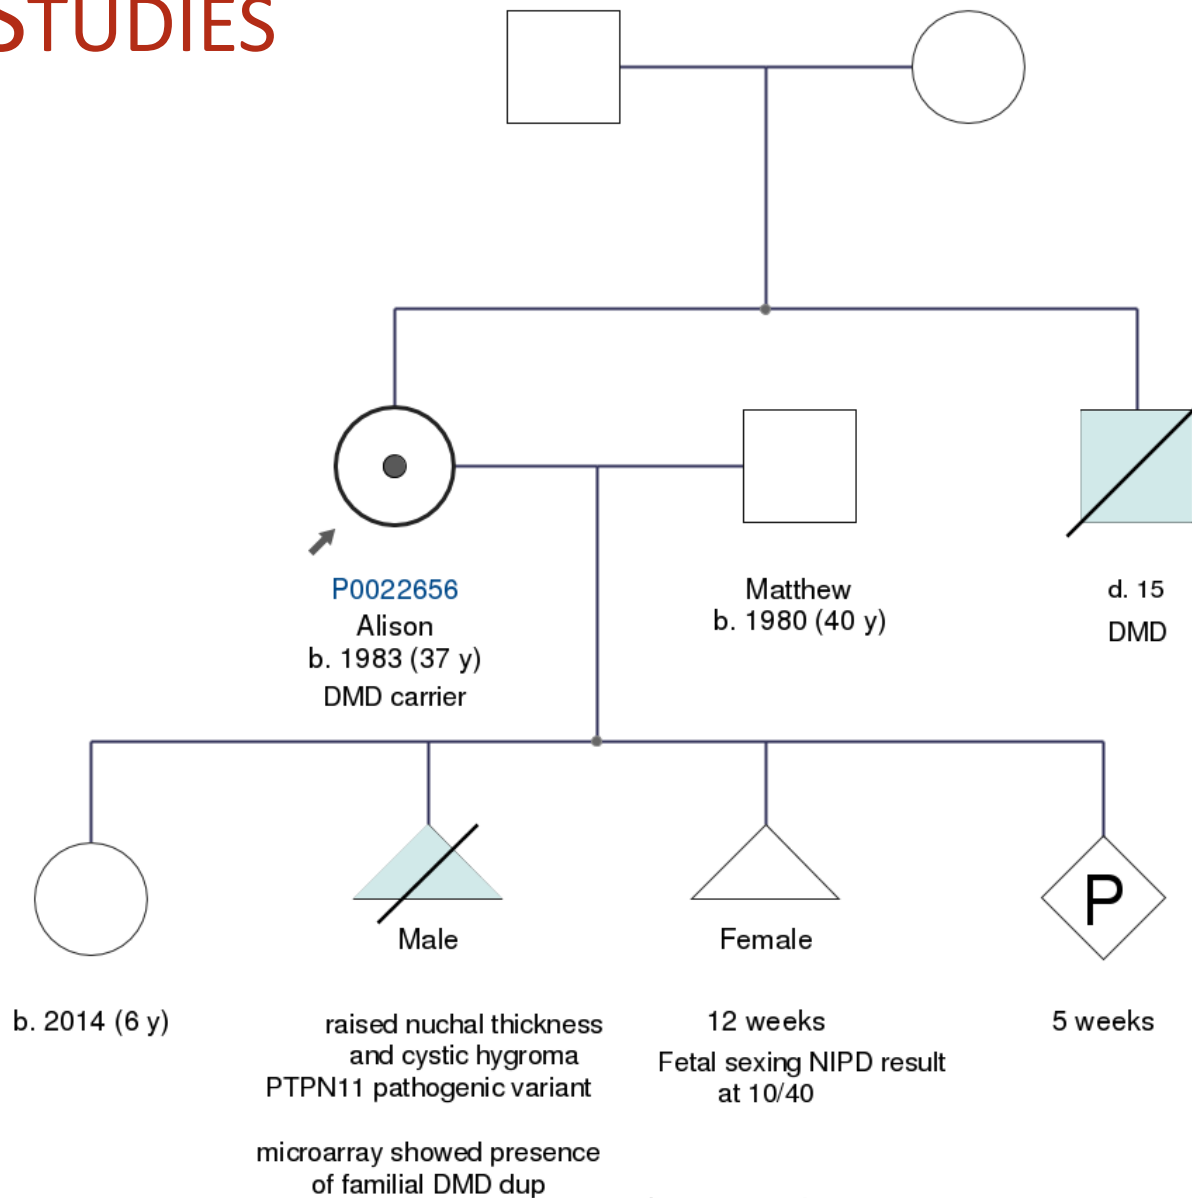 STUDIES
P0022656
Alison
b. 1983 (37 y)
DMD carrier
Matthew
b. 1980 (40 y)
d. 15
DMD
P
Male
Female
b. 2014 (6 y)
raised nuchal thickness
and cystic hygroma
PTPN11 pathogenic variant
microarray showed presence
of familial DMD dup
12 weeks
Fetal sexing NIPD result
at 10/40
5 weeks